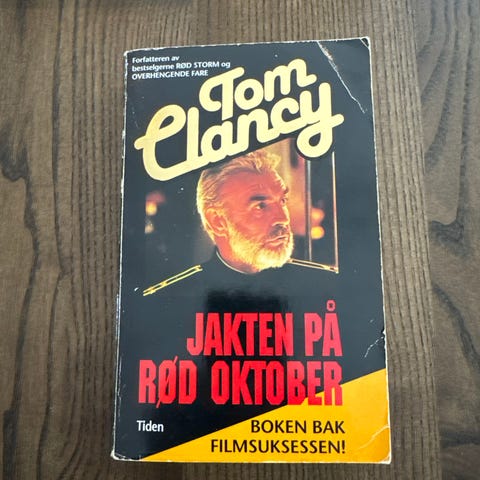 Forfatteren av
bestselgerne RØD STORM og
OVERHENGENDE FARE
Tom
Clancy
JAKTEN PÅ
RØD OKTOBER
Tiden
BOKEN BAK
FILMSUKSESSEN!